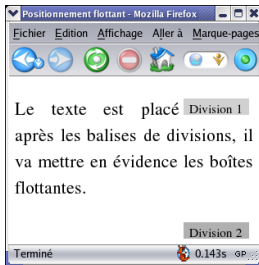 Positionnement flottant - Mozilla Firefox
Fichier Edition Affichage Aller à Marque-pages
Le texte est placé Division 1
après les balises de divisions, il
va mettre en évidence les boîtes
flottantes.
Division 2
Terminé 0.143s GP